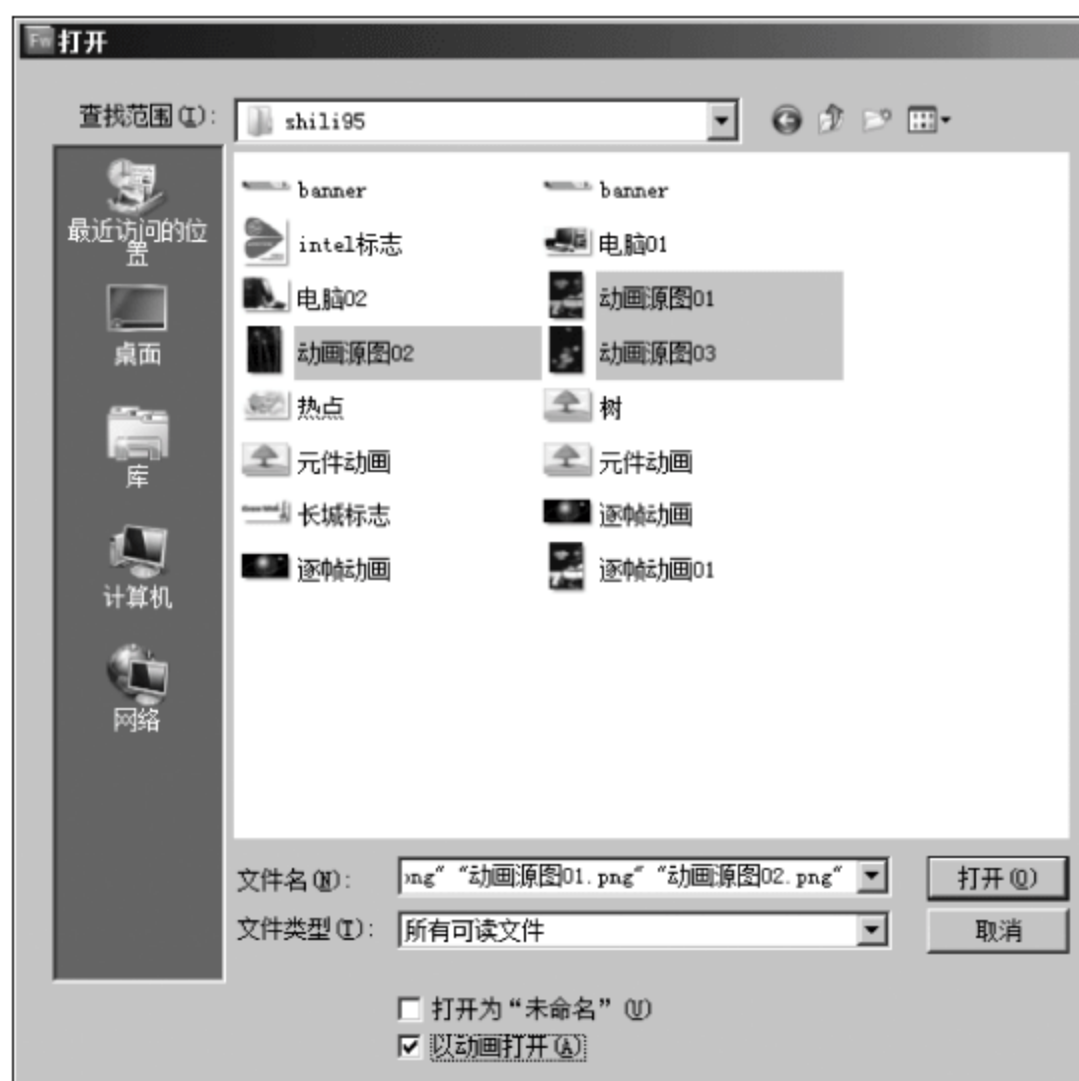 Fw 打开
查找范围(I): shili95
最近访问的位
置
桌面
库
计算机
网络
banner banner
intel标志 电脑01
电脑02 动画源图01
动画源图02 动画源图03
热点 树
元件动画 元件动画
长城标志 逐帧动画
逐帧动画 逐帧动画01
文件名(N): ng" "动画源图01.png" "动画源图02.png" 打开(O)
文件类型(T): 所有可读文件 取消
打开为“未命名”(U)
以动画打开(A)